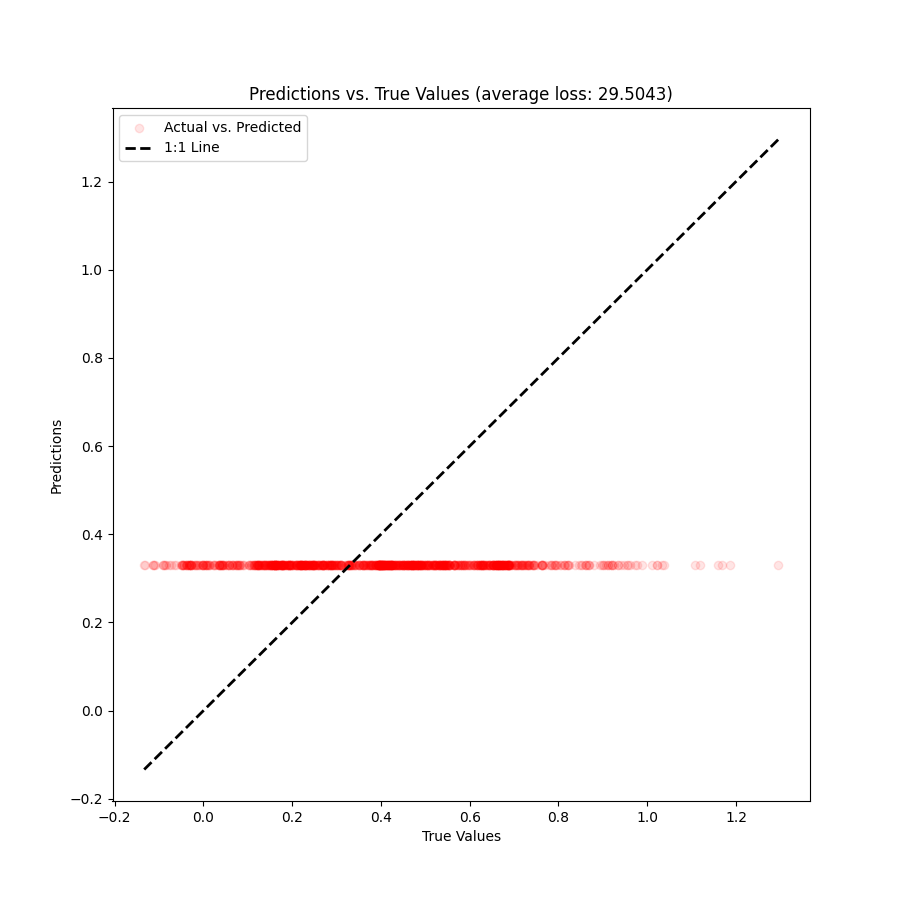 Predictions vs. True Values (average loss: 29.5043)
Actual vs. Predicted
1:1 Line
1.2
1.0
0.8
0.6
0.4
0.2
0.0
−0.2
Predictions
−0.2 0.0 0.2 0.4 0.6 0.8 1.0 1.2
True Values